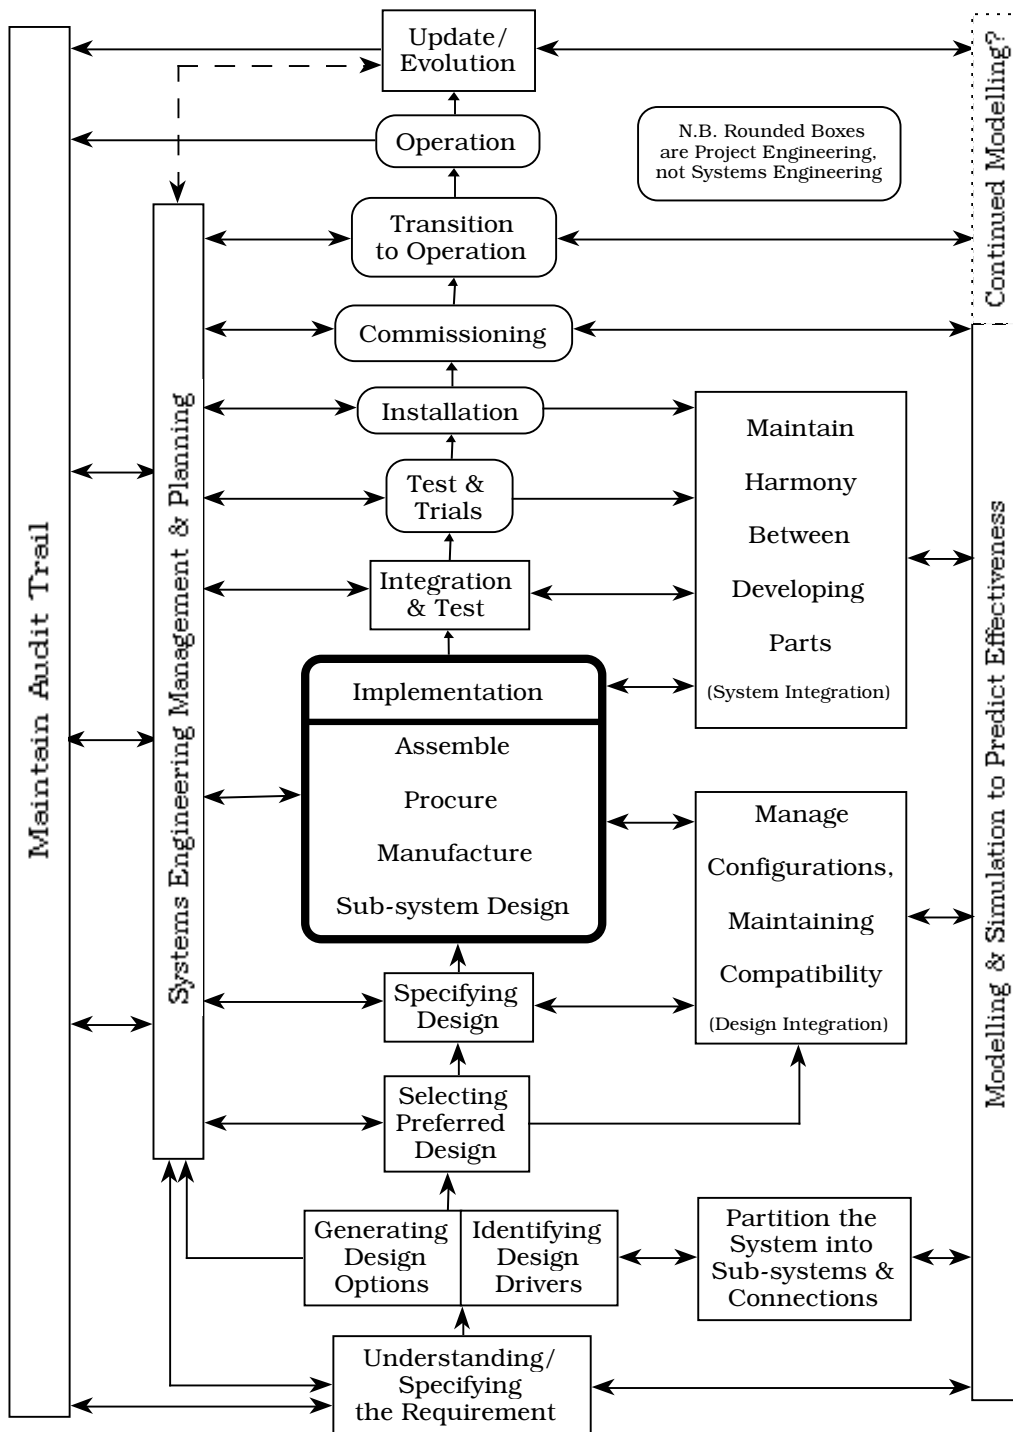 Update/
Evolution
Operation
N.B. Rounded Boxes
are Project Engineering,
not Systems Engineering
Continued Modelling?
Transition
to Operation
Commissioning
Installation
Test &
Trials
Integration
& Test
Maintain
Harmony
Between
Developing
Parts
(System Integration)
Maintain Audit Trail
Systems Engineering Management & Planning
Modelling & Simulation to Predict Effectiveness
Implementation
Assemble
Procure
Manufacture
Sub-system Design
Manage
Configurations,
Maintaining
Compatibility
(Design Integration)
Specifying
Design
Selecting
Preferred
Design
Generating
Design
Options
Identifying
Design
Drivers
Partition the
System into
Sub-systems &
Connections
Understanding/
Specifying
the Requirement